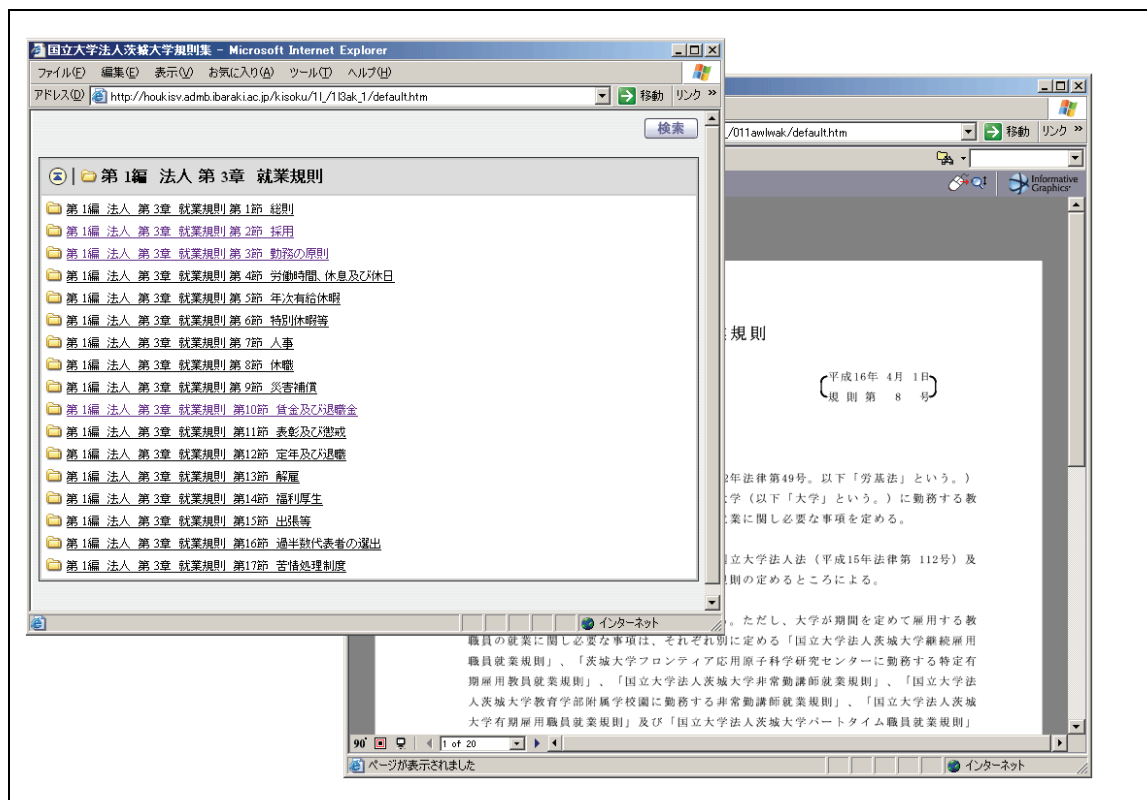 国立大学法人茨城大学規則集 - Microsoft Internet Explorer
ファイル(F) 編集(E) 表示(V) お気に入り(A) ツール(T) ヘルプ(H)
アドレス(D) http://houkisv.admb.ibaraki.ac.jp/kisoku/1l_/1l3ak_1/default.htm 移動 リンク »
検索
第 1編 法人 第 3章 就業規則
第 1編 法人 第 3章 就業規則 第 1節 総則
第 1編 法人 第 3章 就業規則 第 2節 採用
第 1編 法人 第 3章 就業規則 第 3節 勤務の原則
第 1編 法人 第 3章 就業規則 第 4節 労働時間、休息及び休日
第 1編 法人 第 3章 就業規則 第 5節 年次有給休暇
第 1編 法人 第 3章 就業規則 第 6節 特別休暇等
第 1編 法人 第 3章 就業規則 第 7節 人事
第 1編 法人 第 3章 就業規則 第 8節 休職
第 1編 法人 第 3章 就業規則 第 9節 災害補償
第 1編 法人 第 3章 就業規則 第10節 賃金及び退職金
第 1編 法人 第 3章 就業規則 第11節 表彰及び懲戒
第 1編 法人 第 3章 就業規則 第12節 定年及び退職
第 1編 法人 第 3章 就業規則 第13節 解雇
第 1編 法人 第 3章 就業規則 第14節 福利厚生
第 1編 法人 第 3章 就業規則 第15節 出張等
第 1編 法人 第 3章 就業規則 第16節 過半数代表者の選出
第 1編 法人 第 3章 就業規則 第17節 苦情処理制度
インターネット
_/011awlwak/default.htm 移動 リンク »
Informative
Graphics
規則
平成16年 4月 1日
規則第 8 号
2年法律第49号。以下「労基法」という。）
学（以下「大学」という。）に勤務する教
業に関し必要な事項を定める。
国立大学法人法（平成15年法律第 112号）及
則の定めるところによる。
。ただし、大学が期間を定めて雇用する教
職員の就業に関し必要な事項は、それぞれ別に定める「国立大学法人茨城大学継続雇用
職員就業規則」、「茨城大学フロンティア応用原子科学研究センターに勤務する特定有
期雇用教員就業規則」、「国立大学法人茨城大学非常勤講師就業規則」、「国立大学法
人茨城大学教育学部附属学校園に勤務する非常勤講師就業規則」、「国立大学法人茨城
大学有期雇用職員就業規則」及び「国立大学法人茨城大学パートタイム職員就業規則」
90° 1 of 20
ページが表示されました インターネット